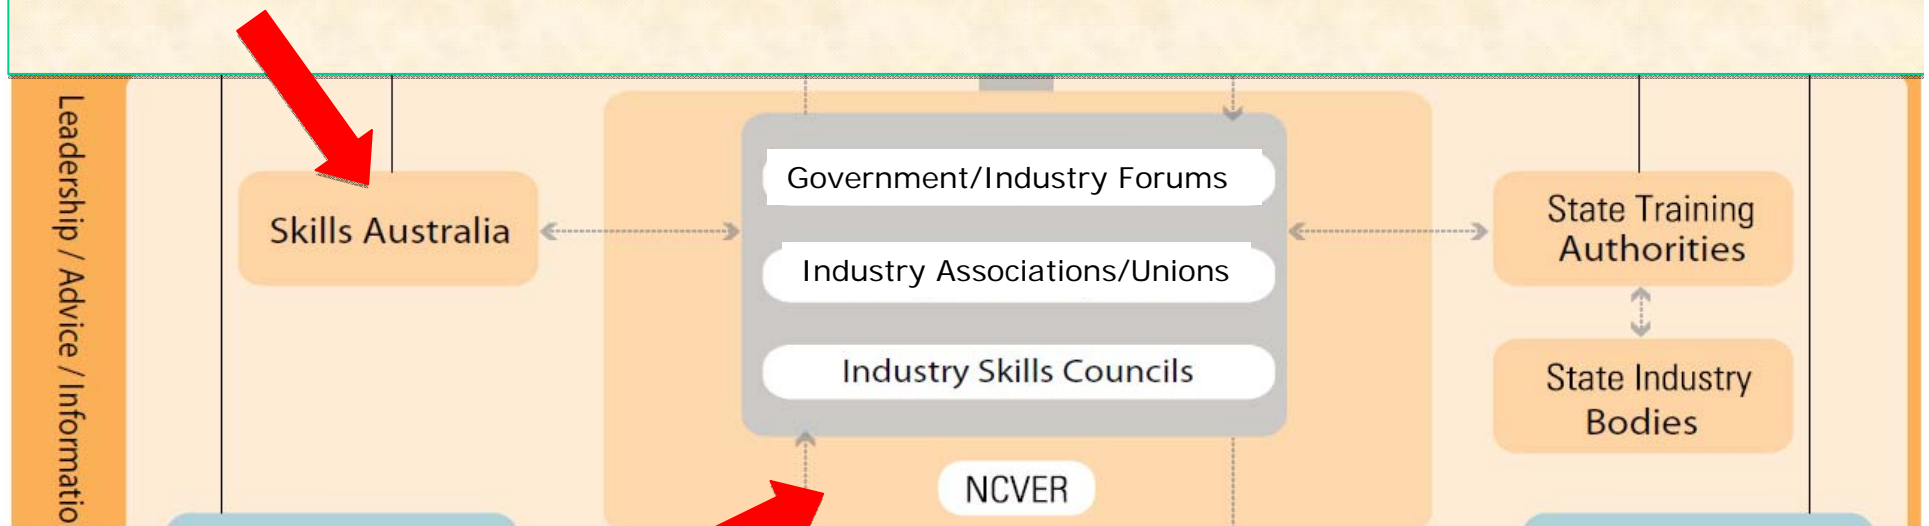 Leadership / Advice / Informatio
Skills Australia
Government/Industry Forums
Industry Associations/Unions
Industry Skills Councils
NCVER
State Training
Authorities
State Industry
Bodies